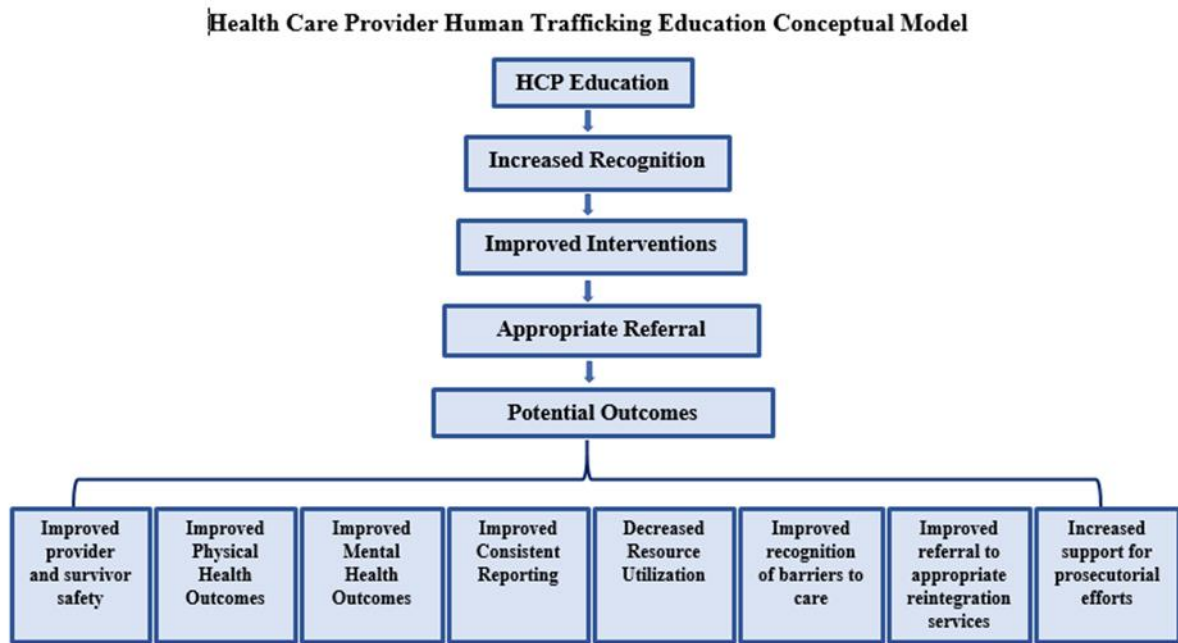 Health Care Provider Human Trafficking Education Conceptual Model
HCP Education
Increased Recognition
Improved Interventions
Appropriate Referral
Potential Outcomes
Improved
provider
and survivor
safety
Improved
Physical
Health
Outcomes
Improved
Mental
Health
Outcomes
Improved
Consistent
Reporting
Decreased
Resource
Utilization
Improved
recognition
of barriers to
care
Improved
referral to
appropriate
reintegration
services
Increased
support for
prosecutorial
efforts